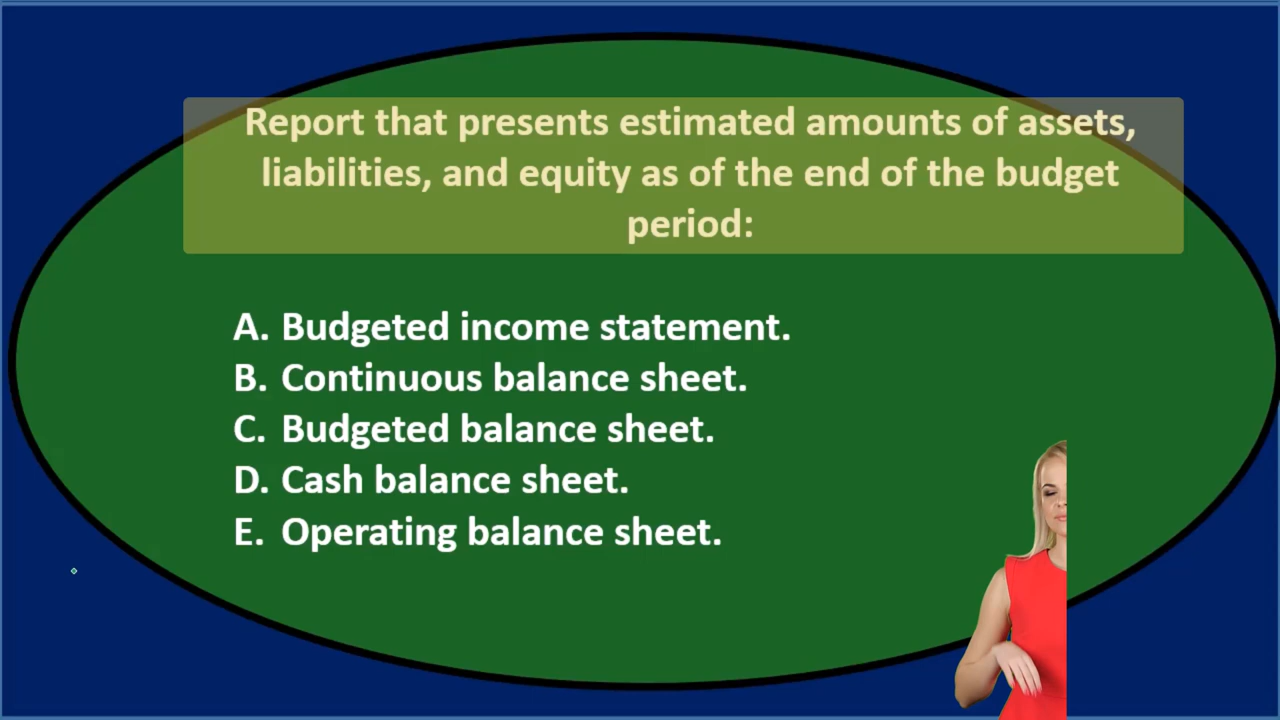 Report that presents estimated amounts of assets,
liabilities, and equity as of the end of the budget
period:
A. Budgeted income statement.
B. Continuous balance sheet.
C. Budgeted balance sheet.
D. Cash balance sheet.
E. Operating balance sheet.